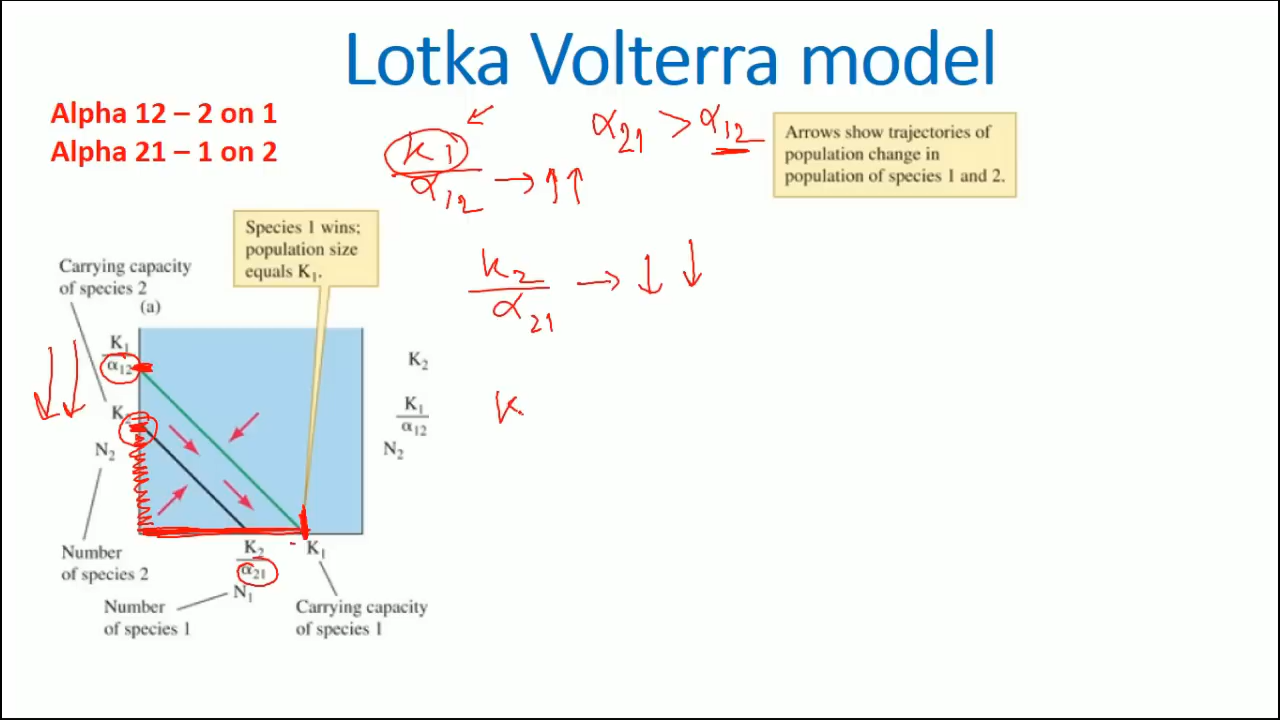 Lotka Volterra model
Alpha 12 – 2 on 1
Alpha 21 – 1 on 2
K1
α12
→ ↑↑
α21 > α12
Arrows show trajectories of
population change in
population of species 1 and 2.
K2
α21
→ ↓ ↓
K
Species 1 wins;
population size
equals K1.
Carrying capacity
of species 2
(a)
K1
α12
K2
N2
Number
of species 2
K2
α21
N1
K1
Number
of species 1
Carrying capacity
of species 1
K2
K1
α12
N2